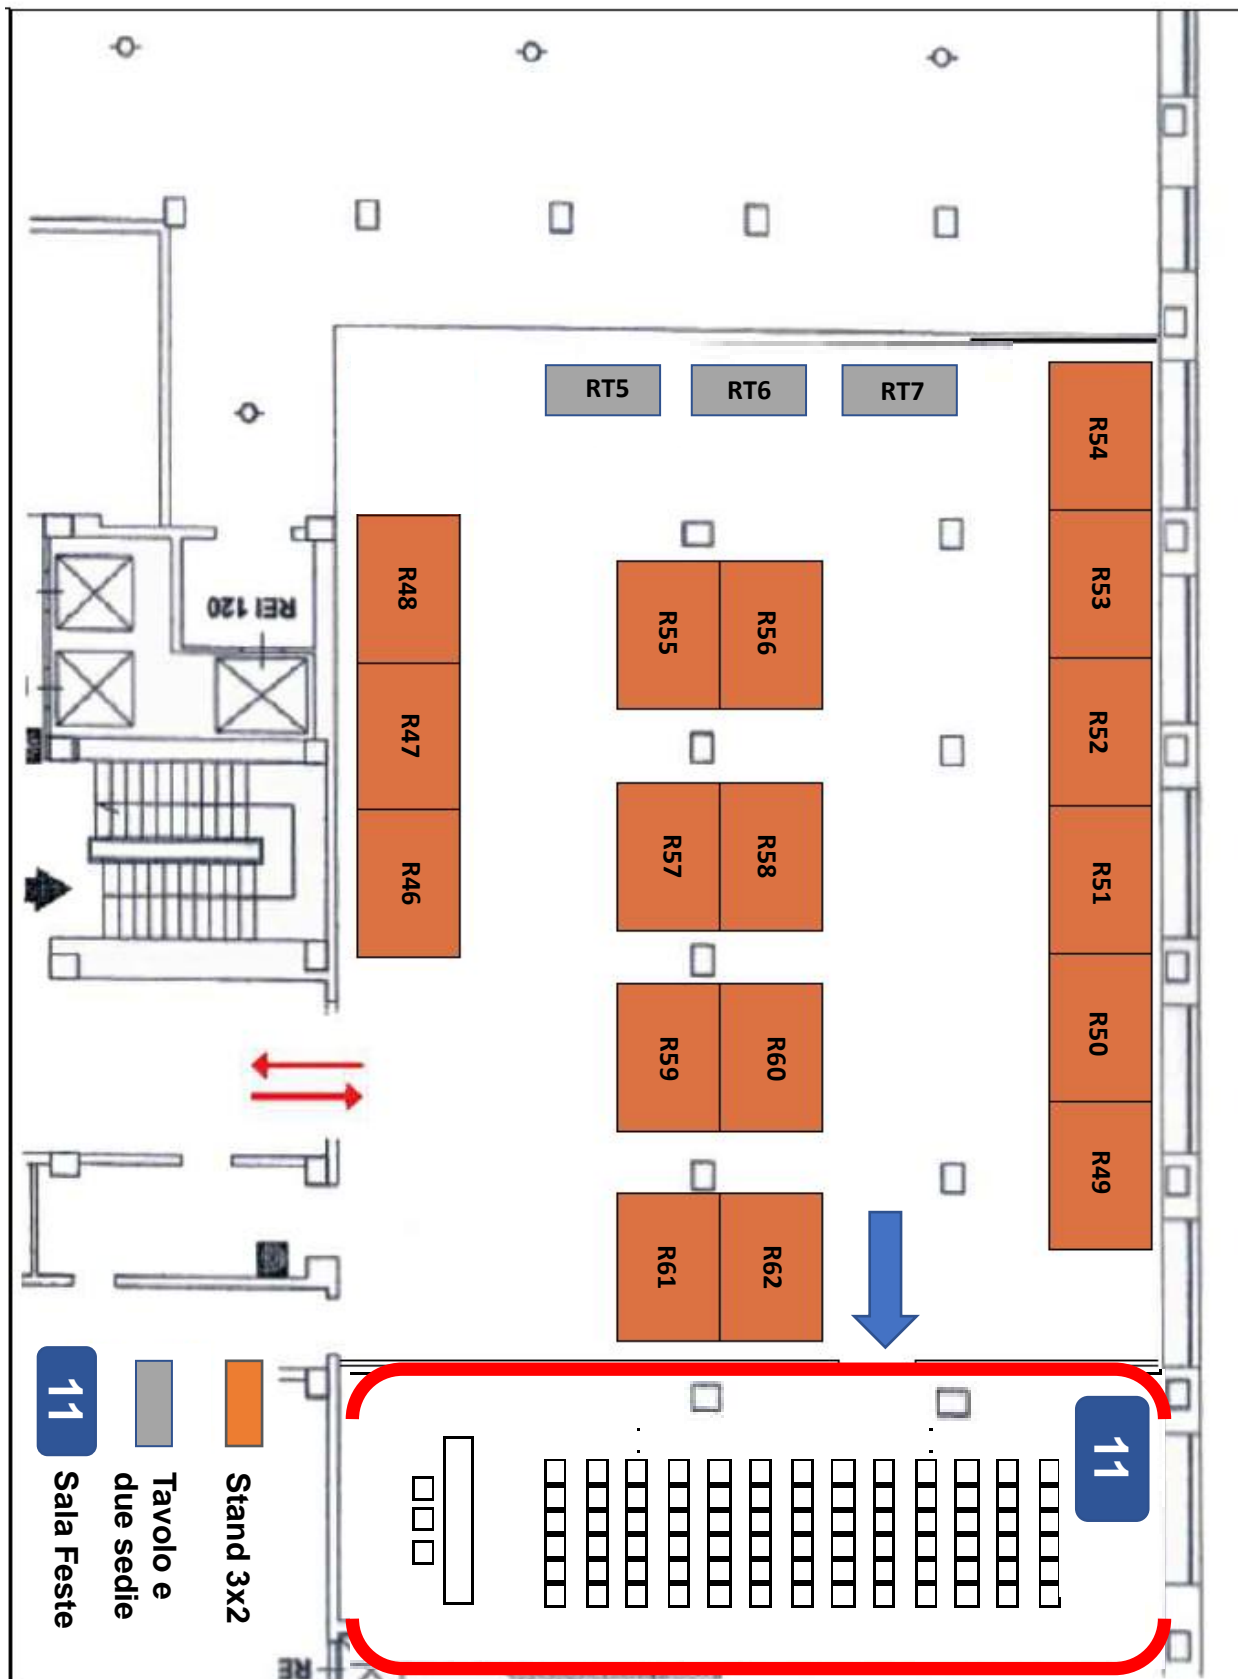 RT5
RT6
RT7
R54
R53
R52
R51
R50
R49
R48
R47
R46
R55
R56
R57
R58
R59
R60
R61
R62
REI 120
11
11
Sala Feste
Tavolo e
due sedie
Stand 3x2
RE